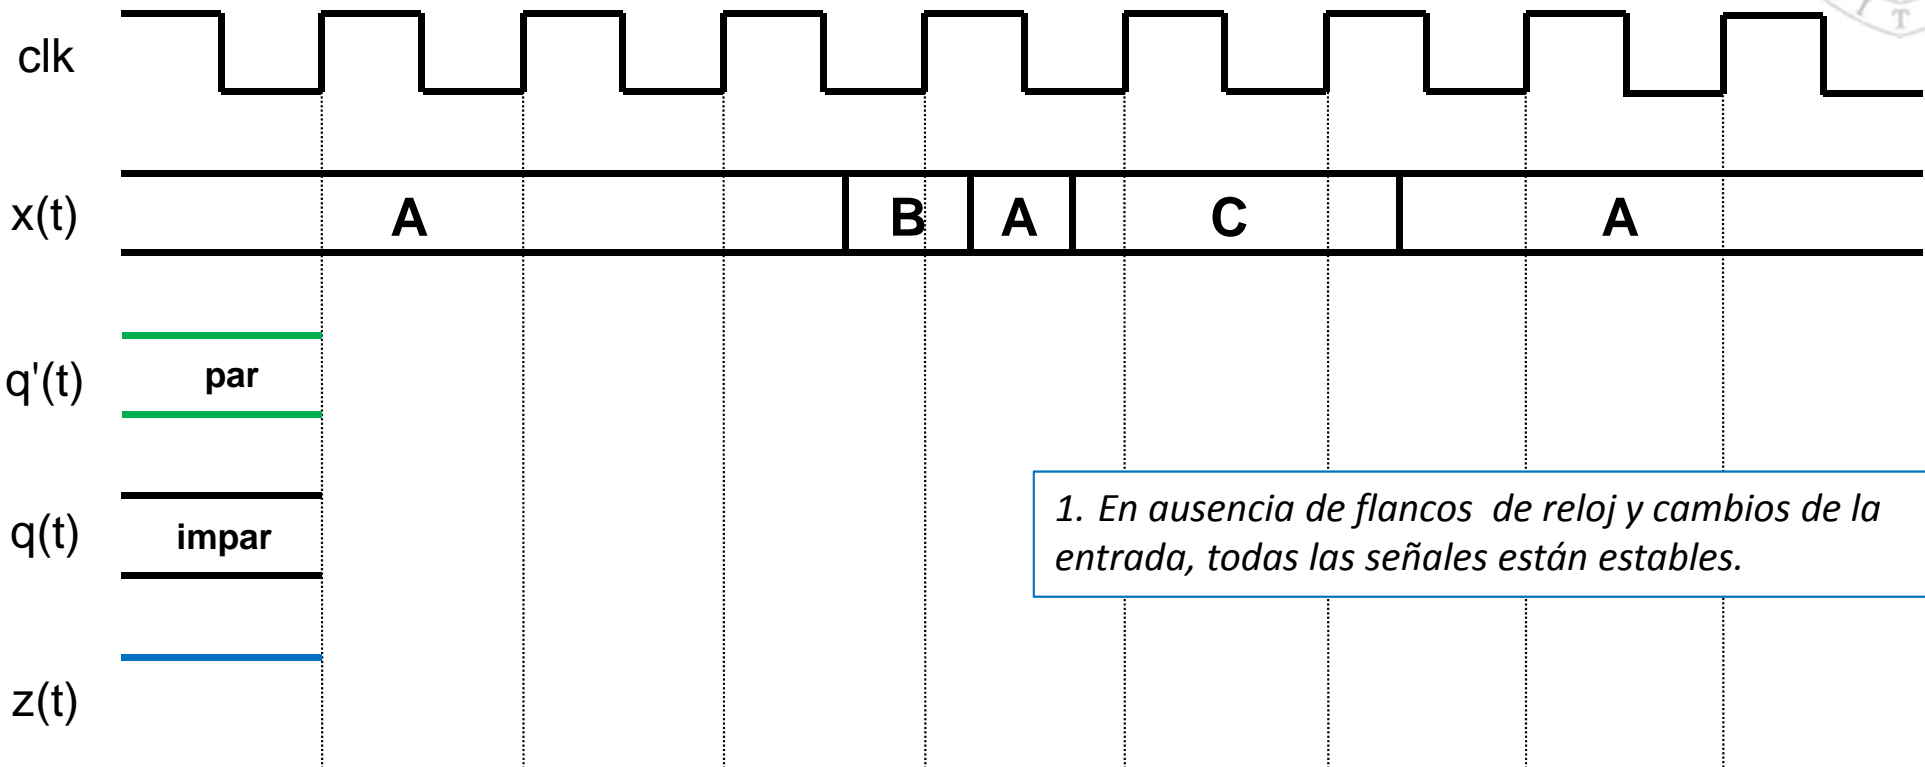 clk
x(t)
A
B
A
C
A
q'(t)
par
q(t)
impar
1. En ausencia de flancos de reloj y cambios de la
entrada, todas las señales están estables.
z(t)